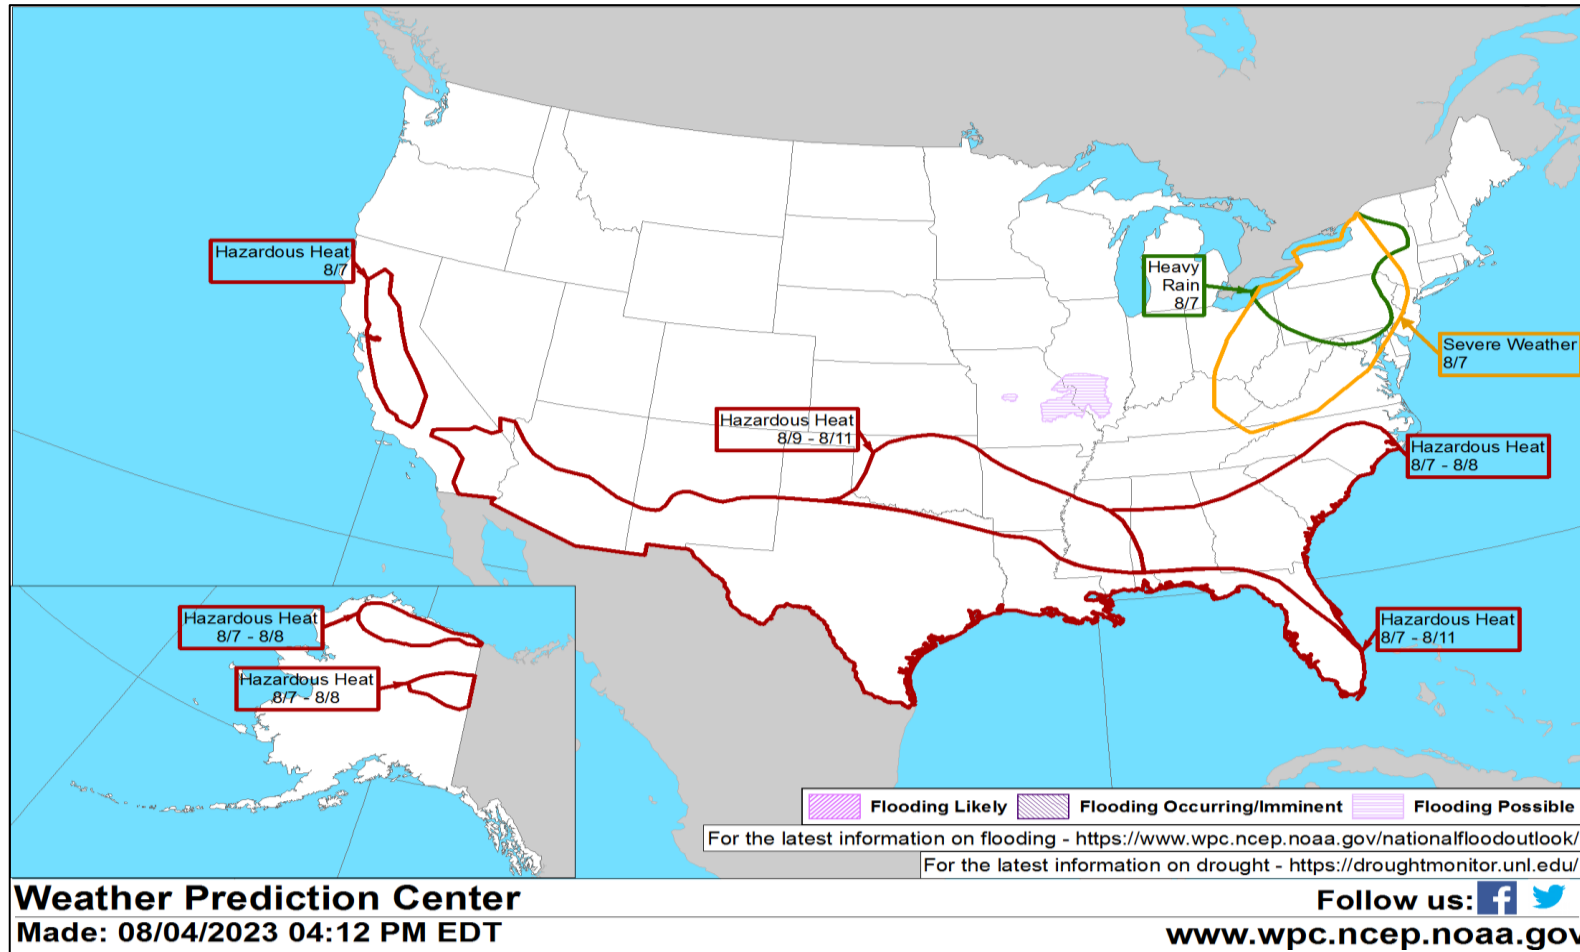 Hazardous Heat
8/7
Heavy
Rain
8/7
Severe Weather
8/7
Hazardous Heat
8/9 - 8/11
Hazardous Heat
8/7 - 8/8
Hazardous Heat
8/7 - 8/8
Hazardous Heat
8/7 - 8/11
Hazardous Heat
8/7 - 8/8
Flooding Likely
Flooding Occurring/Imminent
Flooding Possible
For the latest information on flooding - https://www.wpc.ncep.noaa.gov/nationalfloodoutlook/
For the latest information on drought - https://droughtmonitor.unl.edu/
Weather Prediction Center
Follow us:
Made: 08/04/2023 04:12 PM EDT
www.wpc.ncep.noaa.gov